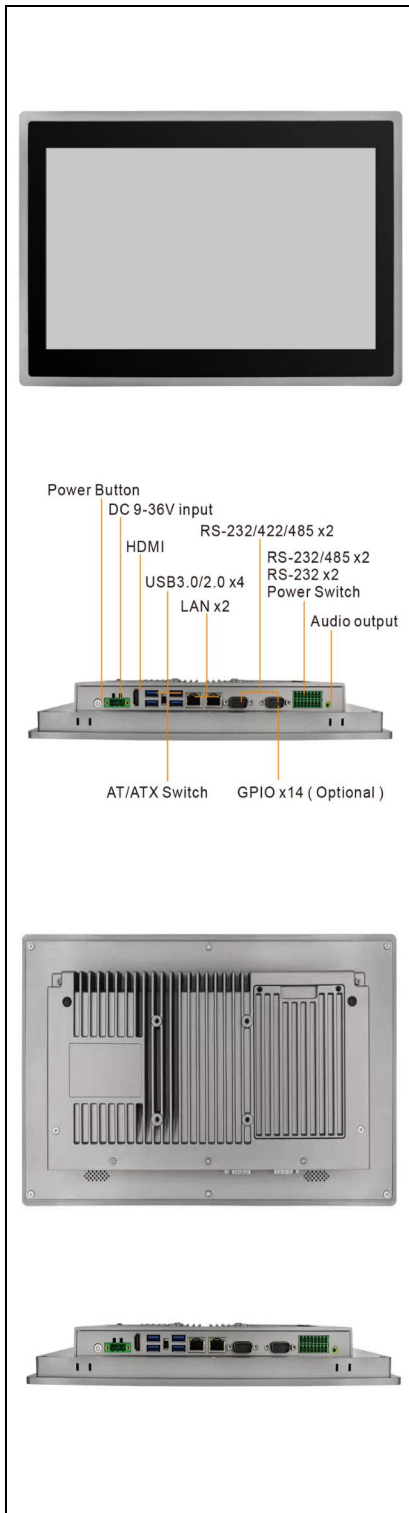 Power Button
DC 9-36V input
HDMI
RS-232/422/485 x2
USB3.0/2.0 x4
LAN x2
RS-232/485 x2
RS-232 x2
Power Switch
Audio output
AT/ATX Switch
GPIO x14 ( Optional )